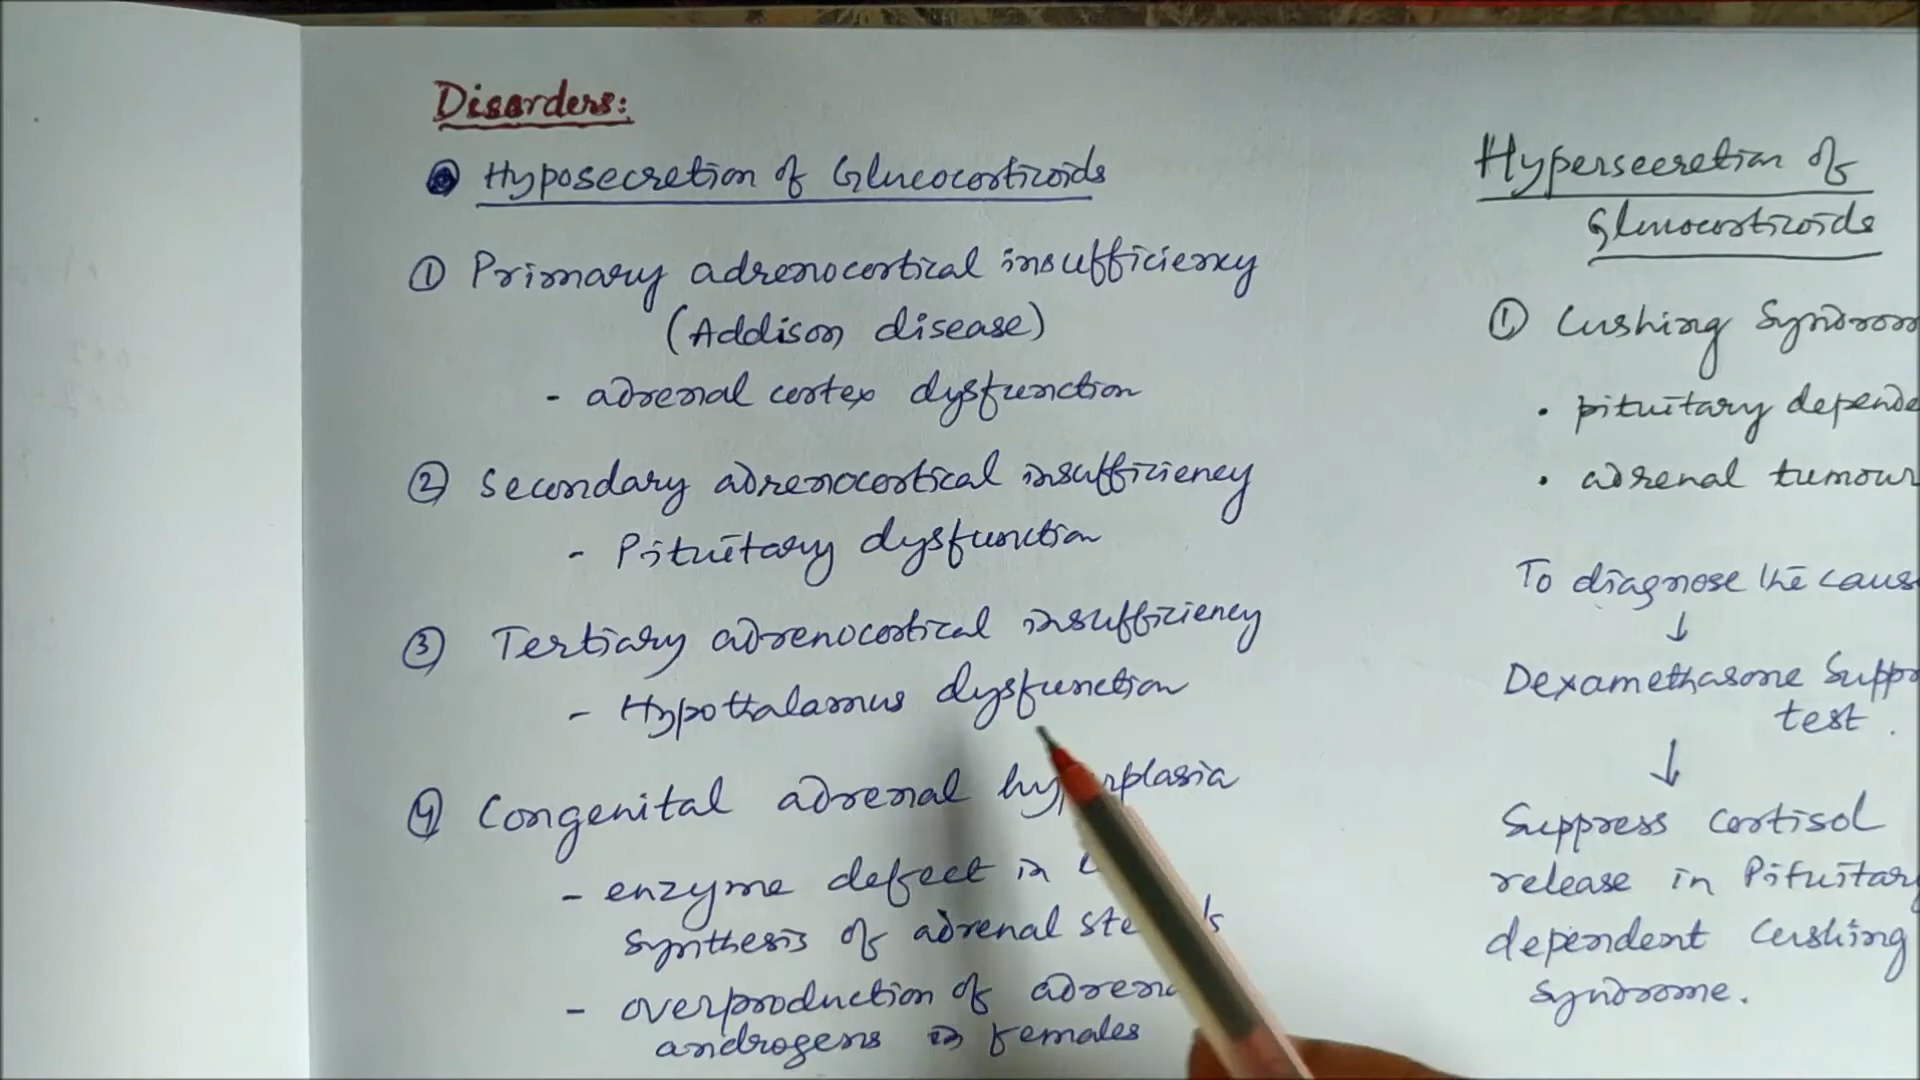 Disorders:
Hyposecretion of Glucocorticoids
① Primary adrenocortical insufficiency
(Addison disease)
- adrenal cortex dysfunction
② Secondary adrenocortical insufficiency
- Pituitary dysfunction
③ Tertiary adrenocortical insufficiency
- Hypothalamus dysfunction
④ Congenital adrenal hyperplasia
- enzyme defect in
synthesis of adrenal
- overproduction of
androgens in females
Hypersecretion of
Glucocorticoids
① Cushing
• pituitary
• adrenal tumour
To diagnose the
↓
Dexamethasone
test.
↓
Suppress cortisol
release in
dependent Cushing
Syndrome.